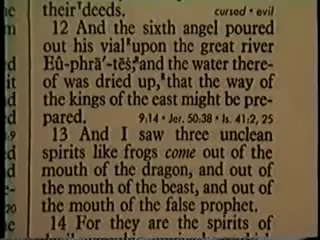 their deeds. cursed • evil
12 And the sixth angel poured
out his vial upon the great river
Eû-phrā´-tēs; and the water there-
of was dried up, that the way of
the kings of the east might be pre-
pared. 9:14 • Jer. 50:38 • Is. 41:2, 25
13 And I saw three unclean
spirits like frogs come out of the
mouth of the dragon, and out of
the mouth of the beast, and out of
the mouth of the false prophet.
14 For they are the spirits of